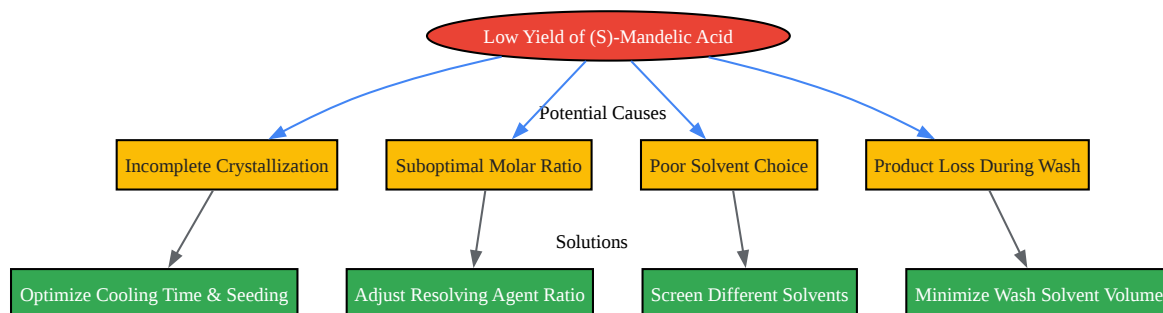 Low Yield of (S)-Mandelic Acid
Potential Causes
Incomplete Crystallization
Suboptimal Molar Ratio
Poor Solvent Choice
Product Loss During Wash
Solutions
Optimize Cooling Time & Seeding
Adjust Resolving Agent Ratio
Screen Different Solvents
Minimize Wash Solvent Volume